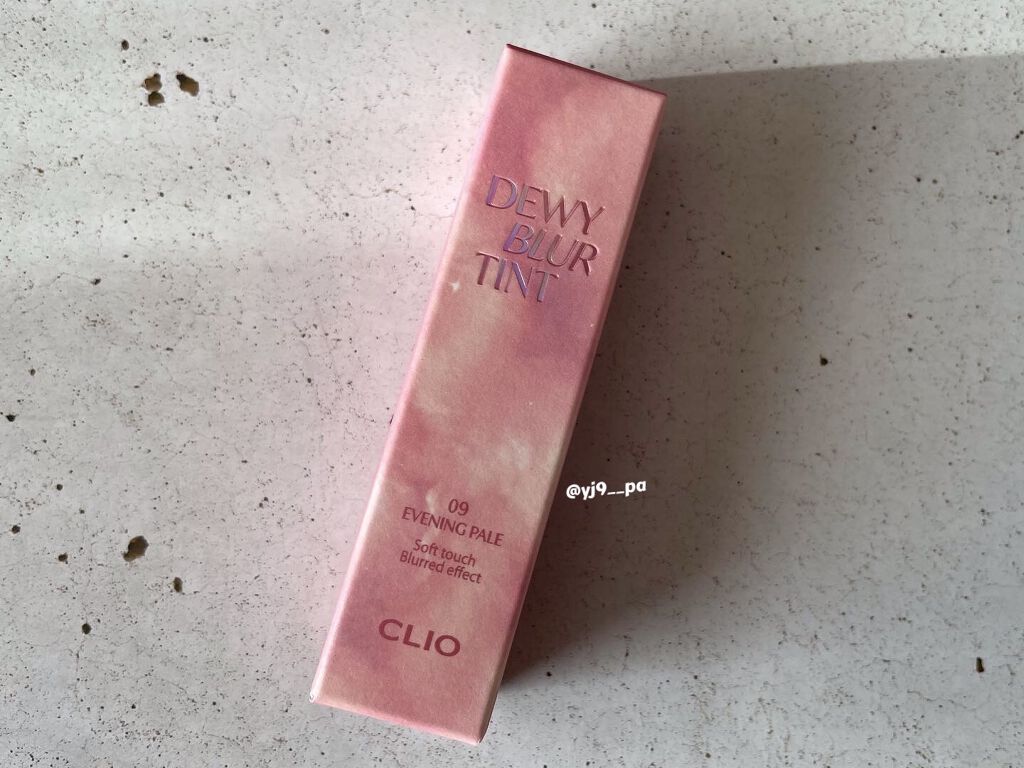 DEWY
BLUR
TINT
09
EVENING PALE
Soft touch
Blurred effect
CLIO
@yj9__pa